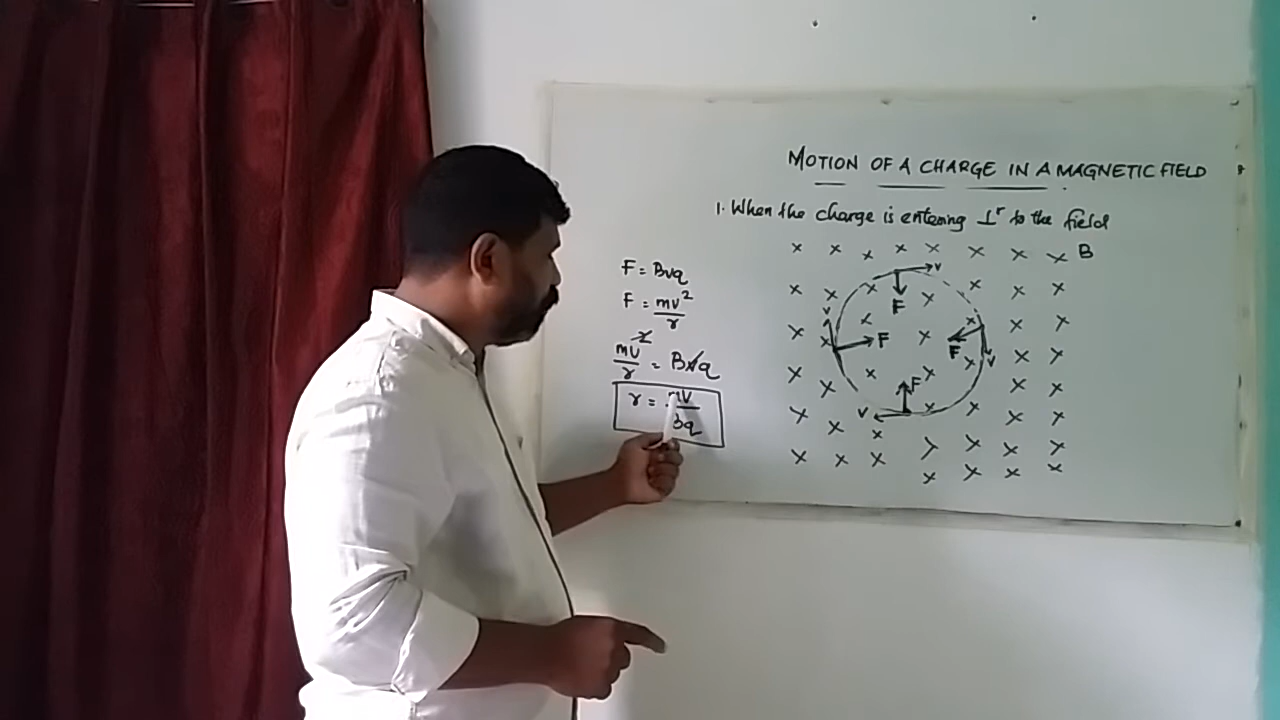 MOTION OF A CHARGE IN A MAGNETIC FIELD
1. When the charge is entering ⊥r to the field
B
F = Bvq
F = mv²/r
mv²/r = Bvq
r = mv/Bq
v
F
v
F
F
v
F
v